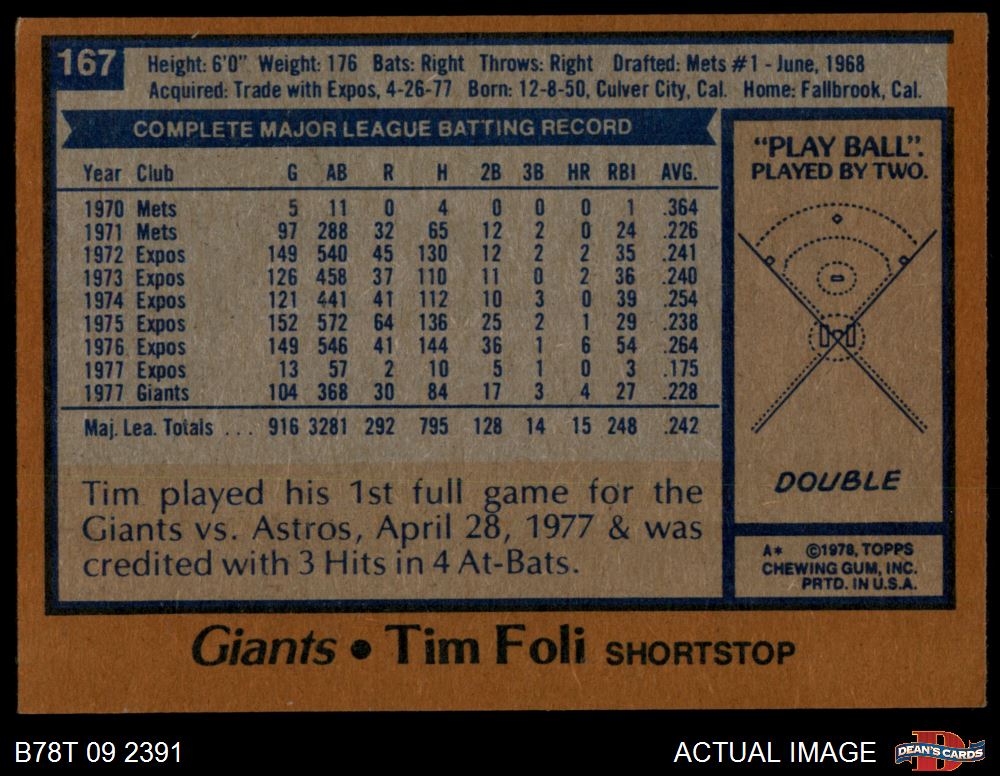 167
Height: 6'0" Weight: 176 Bats: Right Throws: Right Drafted: Mets #1 - June, 1968
Acquired: Trade with Expos, 4-26-77 Born: 12-8-50, Culver City, Cal. Home: Fallbrook, Cal.
COMPLETE MAJOR LEAGUE BATTING RECORD
Year Club G AB R H 2B 3B HR RBI AVG.
1970 Mets 5 11 0 4 0 0 0 1 .364
1971 Mets 97 288 32 65 12 2 0 24 .226
1972 Expos 149 540 45 130 12 2 2 35 .241
1973 Expos 126 458 37 110 11 0 2 36 .240
1974 Expos 121 441 41 112 10 3 0 39 .254
1975 Expos 152 572 64 136 25 2 1 29 .238
1976 Expos 149 546 41 144 36 1 6 54 .264
1977 Expos 13 57 2 10 5 1 0 3 .175
1977 Giants 104 368 30 84 17 3 4 27 .228
Maj. Lea. Totals ... 916 3281 292 795 128 14 15 248 .242
Tim played his 1st full game for the
Giants vs. Astros, April 28, 1977 & was
credited with 3 Hits in 4 At-Bats.
"PLAY BALL".
PLAYED BY TWO.
DOUBLE
A* ©1978, TOPPS
CHEWING GUM, INC.
PRTD. IN U.S.A.
Giants • Tim Foli SHORTSTOP
B78T 09 2391
ACTUAL IMAGE
D
DEAN'S CARDS